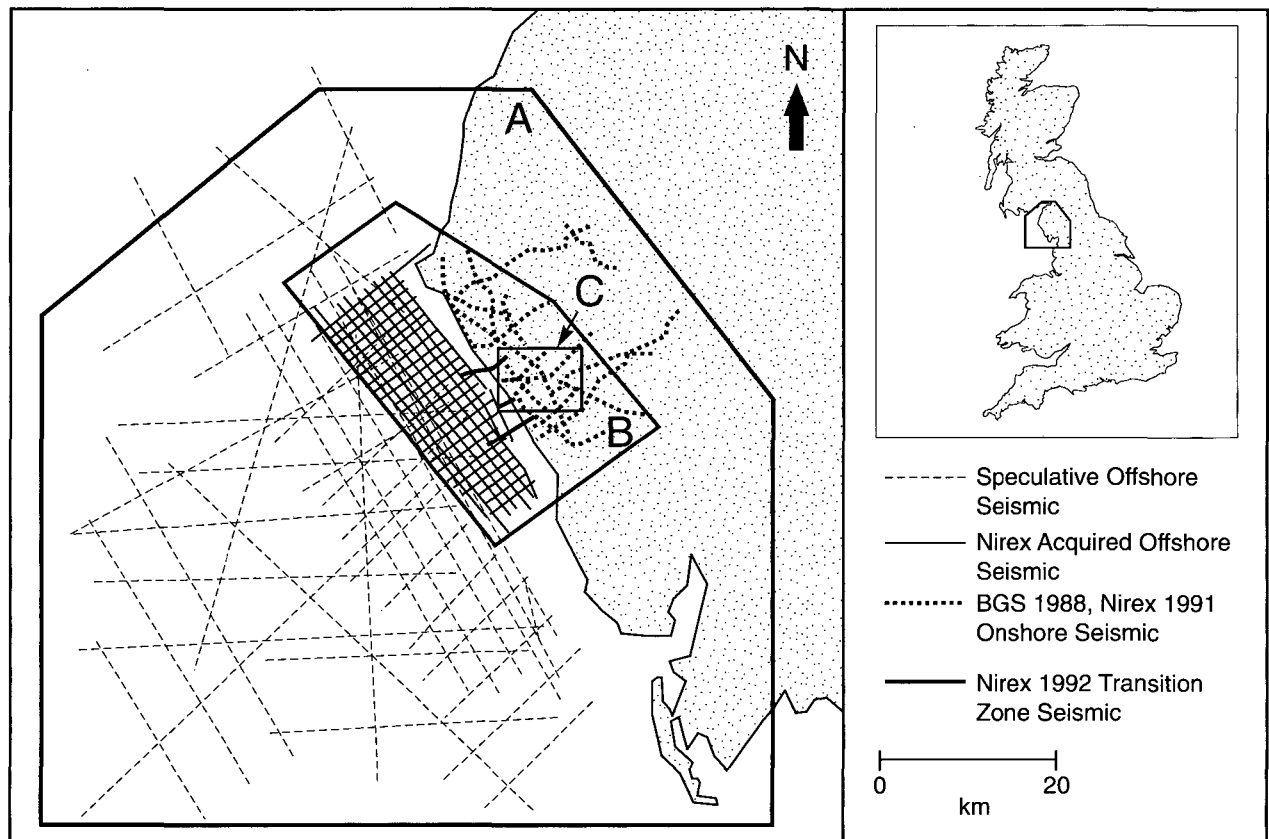 N
A
C
B
Speculative Offshore
Seismic
Nirex Acquired Offshore
Seismic
BGS 1988, Nirex 1991
Onshore Seismic
Nirex 1992 Transition
Zone Seismic
0 20
km